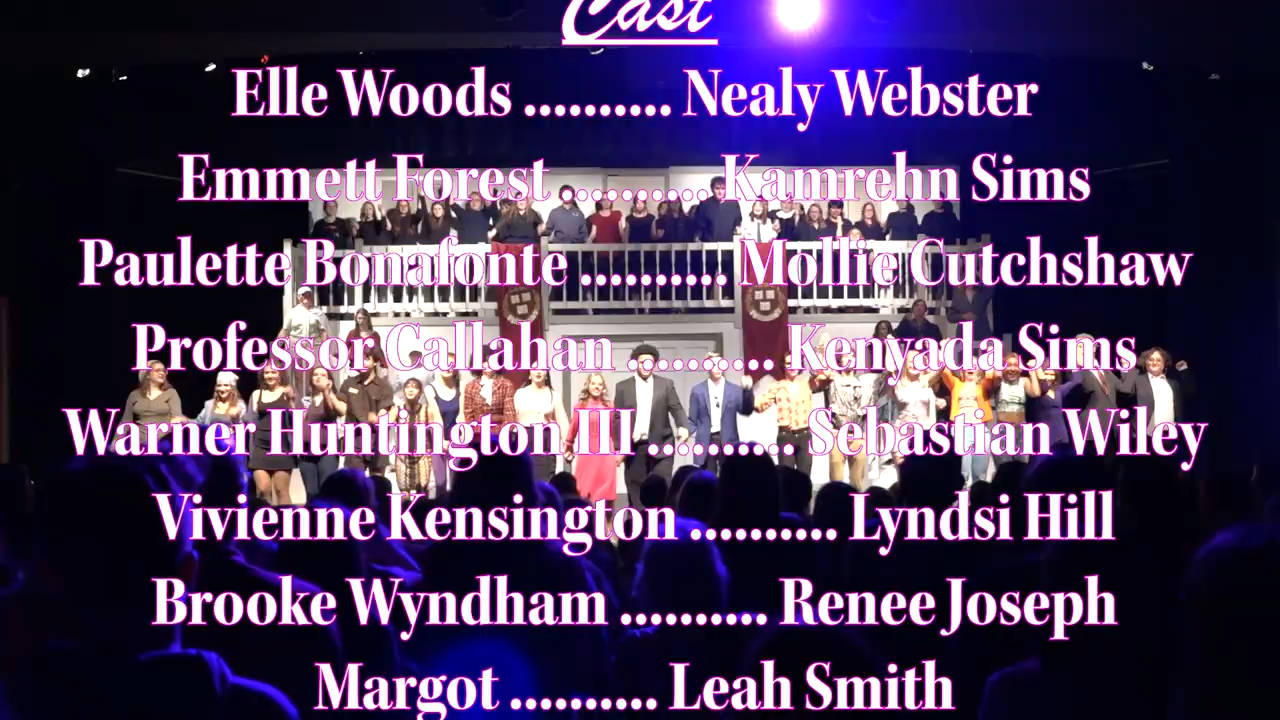 Cast
Elle Woods .......... Nealy Webster
Emmett Forest .......... Kamrehn Sims
Paulette Bonafonte .......... Mollie Cutchshaw
Professor Callahan .......... Kenyada Sims
Warner Huntington III .......... Sebastian Wiley
Vivienne Kensington .......... Lyndsi Hill
Brooke Wyndham .......... Renee Joseph
Margot .......... Leah Smith